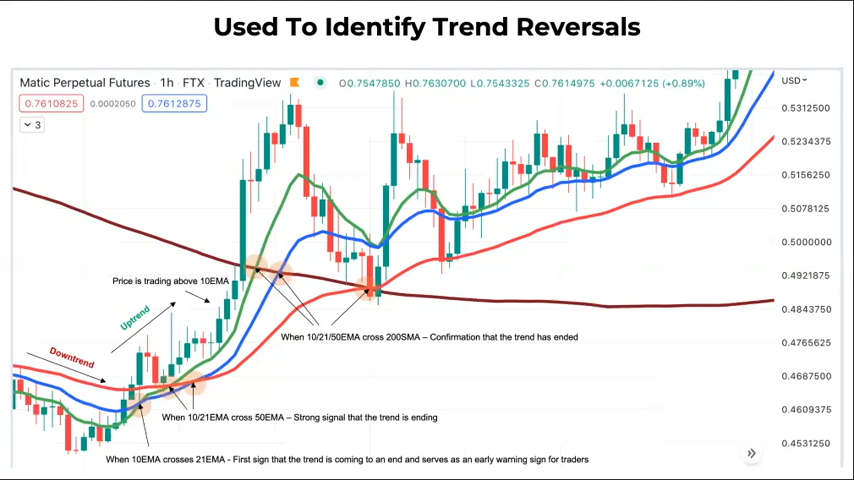 Used To Identify Trend Reversals
Matic Perpetual Futures · 1h · FTX · TradingView
O0.7547850 H0.7630700 L0.7543325 C0.7614975 +0.0067125 (+0.89%)
USD
0.7610825 0.0002050 0.7612875
3
0.5312500
0.5234375
0.5156250
0.5078125
0.5000000
0.4921875
0.4843750
0.4765625
0.4687500
0.4609375
0.4531250
Price is trading above 10EMA
Uptrend
Downtrend
When 10/21/50EMA cross 200SMA – Confirmation that the trend has ended
When 10/21EMA cross 50EMA – Strong signal that the trend is ending
When 10EMA crosses 21EMA - First sign that the trend is coming to an end and serves as an early warning sign for traders